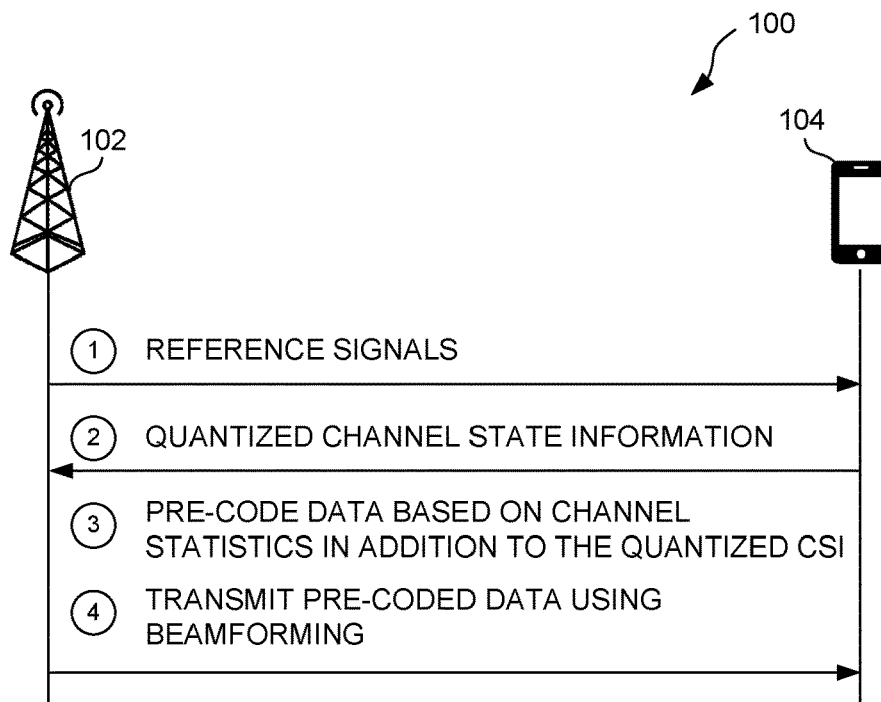 100
102
104
1 REFERENCE SIGNALS
2 QUANTIZED CHANNEL STATE INFORMATION
3 PRE-CODE DATA BASED ON CHANNEL
STATISTICS IN ADDITION TO THE QUANTIZED CSI
4 TRANSMIT PRE-CODED DATA USING
BEAMFORMING